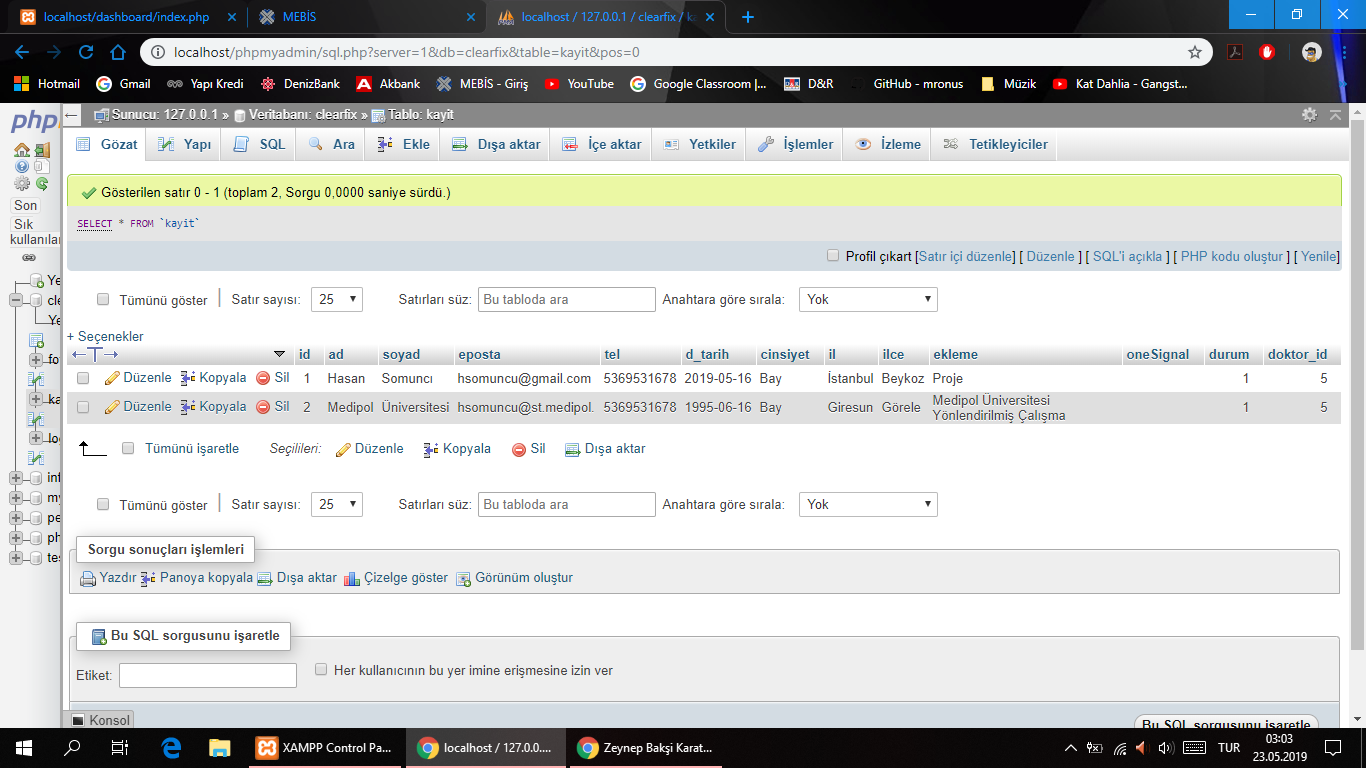 localhost/dashboard/index.php MEBİS localhost / 127.0.0.1 / clearfix / ka
localhost/phpmyadmin/sql.php?server=1&db=clearfix&table=kayit&pos=0
Hotmail Gmail Yapı Kredi DenizBank Akbank MEBİS - Giriş YouTube Google Classroom |... D&R GitHub - mronus Müzik Kat Dahlia - Gangst...
php
Son
Sık
kullanılan
Ye
cle
Ye
fo
ka
lo
inf
my
pe
ph
tes
Sunucu: 127.0.0.1 » Veritabanı: clearfix » Tablo: kayit
Gözat Yapı SQL Ara Ekle Dışa aktar İçe aktar Yetkiler İşlemler İzleme Tetikleyiciler
Gösterilen satır 0 - 1 (toplam 2, Sorgu 0,0000 saniye sürdü.)
SELECT * FROM `kayit`
Profil çıkart [Satır içi düzenle] [ Düzenle ] [ SQL'i açıkla ] [ PHP kodu oluştur ] [ Yenile]
Tümünü göster | Satır sayısı: 25 Satırları süz: Bu tabloda ara Anahtara göre sırala: Yok
+ Seçenekler
←T→ id ad soyad eposta tel d_tarih cinsiyet il ilce ekleme oneSignal durum doktor_id
Düzenle Kopyala Sil 1 Hasan Somuncı hsomuncu@gmail.com 5369531678 2019-05-16 Bay İstanbul Beykoz Proje 1 5
Düzenle Kopyala Sil 2 Medipol Üniversitesi hsomuncu@st.medipol. 5369531678 1995-06-16 Bay Giresun Görele Medipol Üniversitesi
Yönlendirilmiş Çalışma 1 5
Tümünü işaretle Seçilileri: Düzenle Kopyala Sil Dışa aktar
Tümünü göster | Satır sayısı: 25 Satırları süz: Bu tabloda ara Anahtara göre sırala: Yok
Sorgu sonuçları işlemleri
Yazdır Panoya kopyala Dışa aktar Çizelge göster Görünüm oluştur
Bu SQL sorgusunu işaretle
Etiket: Her kullanıcının bu yer imine erişmesine izin ver
Konsol Bu SQL sorgusunu işaretle
XAMPP Control Pa... localhost / 127.0.0.... Zeynep Bakşi Karat... TUR 03:03
23.05.2019